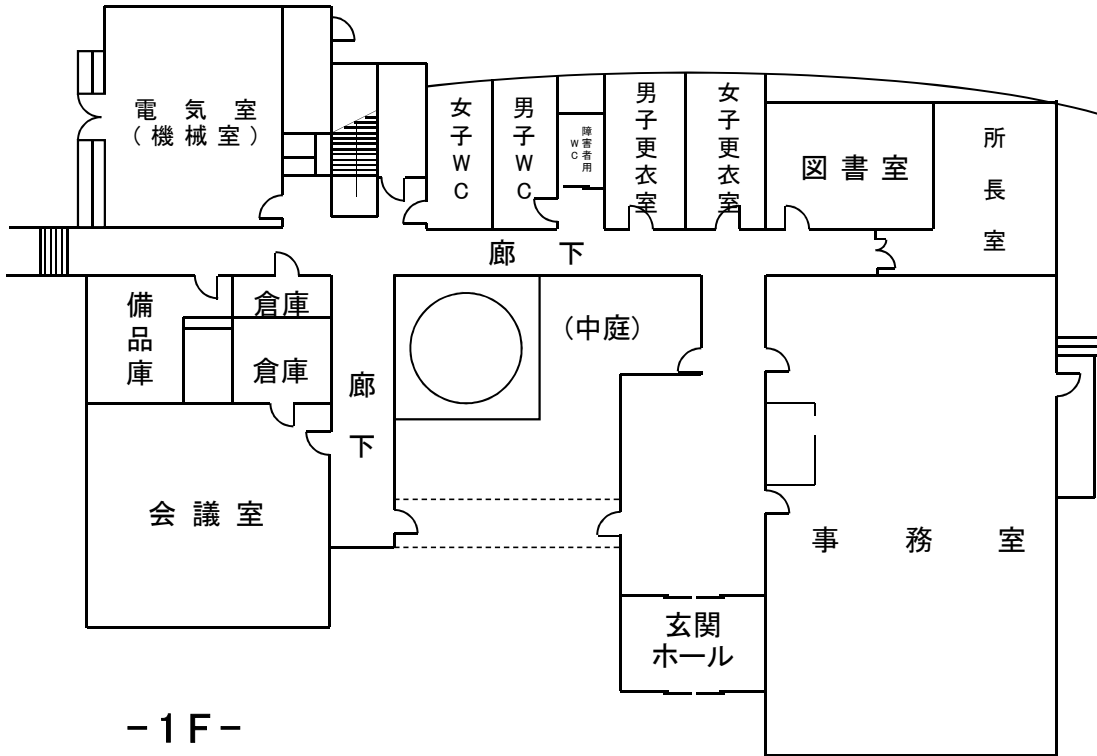 電 気 室
(機械室)
女子WC
男子WC
障害者用
WC
男子更衣室
女子更衣室
図 書 室
所長室
廊 下
備品庫
倉庫
(中庭)
倉庫
廊下
会 議 室
事 務 室
玄関
ホール
-1F-